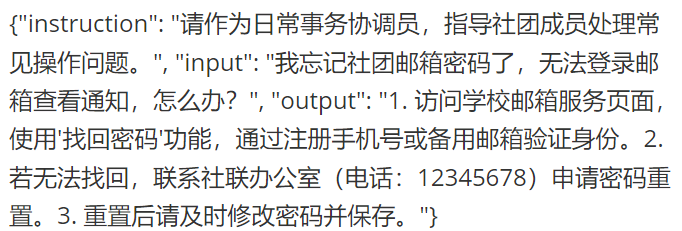 {"instruction": "请作为日常事务协调员，指导社团成员处理常
见操作问题。", "input": "我忘记社团邮箱密码了，无法登录邮
箱查看通知，怎么办？", "output": "1. 访问学校邮箱服务页面，
使用'找回密码'功能，通过注册手机号或备用邮箱验证身份。2.
若无法找回，联系社联办公室（电话：12345678）申请密码重
置。3. 重置后请及时修改密码并保存。"}